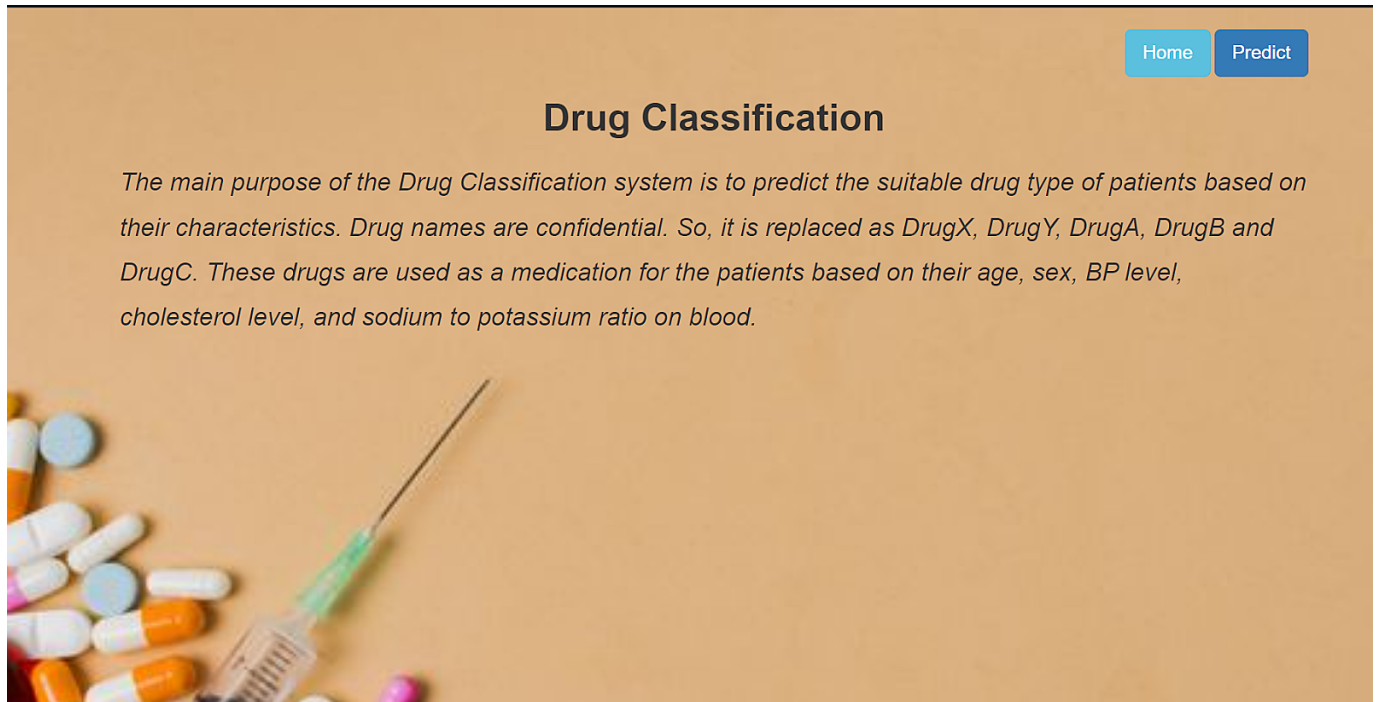 Home Predict
Drug Classification
The main purpose of the Drug Classification system is to predict the suitable drug type of patients based on
their characteristics. Drug names are confidential. So, it is replaced as DrugX, DrugY, DrugA, DrugB and
DrugC. These drugs are used as a medication for the patients based on their age, sex, BP level,
cholesterol level, and sodium to potassium ratio on blood.